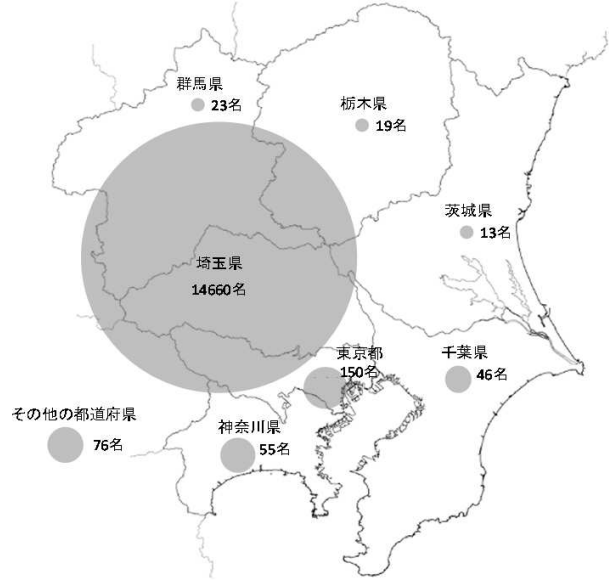 群馬県
23名
栃木県
19名
茨城県
13名
埼玉県
14660名
東京都
150名
千葉県
46名
その他の都道府県
76名
神奈川県
55名